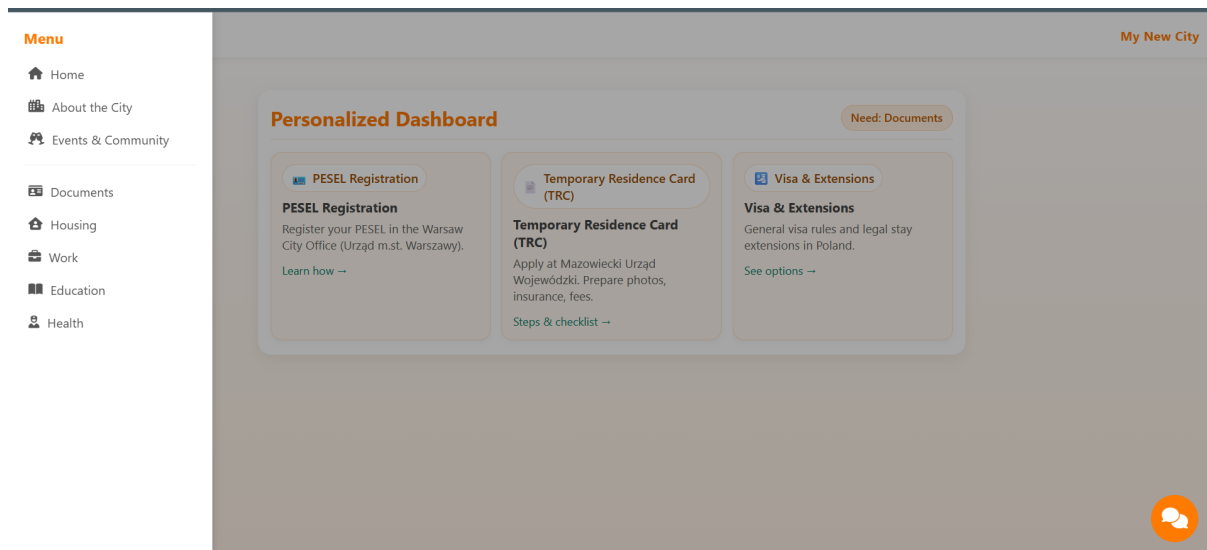 Menu
My New City
Home
About the City
Events & Community
Documents
Housing
Work
Education
Health
Personalized Dashboard
Need: Documents
PESEL Registration
PESEL Registration
Register your PESEL in the Warsaw
City Office (Urząd m.st. Warszawy).
Learn how →
Temporary Residence Card
(TRC)
Temporary Residence Card
(TRC)
Apply at Mazowiecki Urząd
Wojewódzki. Prepare photos,
insurance, fees.
Steps & checklist →
Visa & Extensions
Visa & Extensions
General visa rules and legal stay
extensions in Poland.
See options →